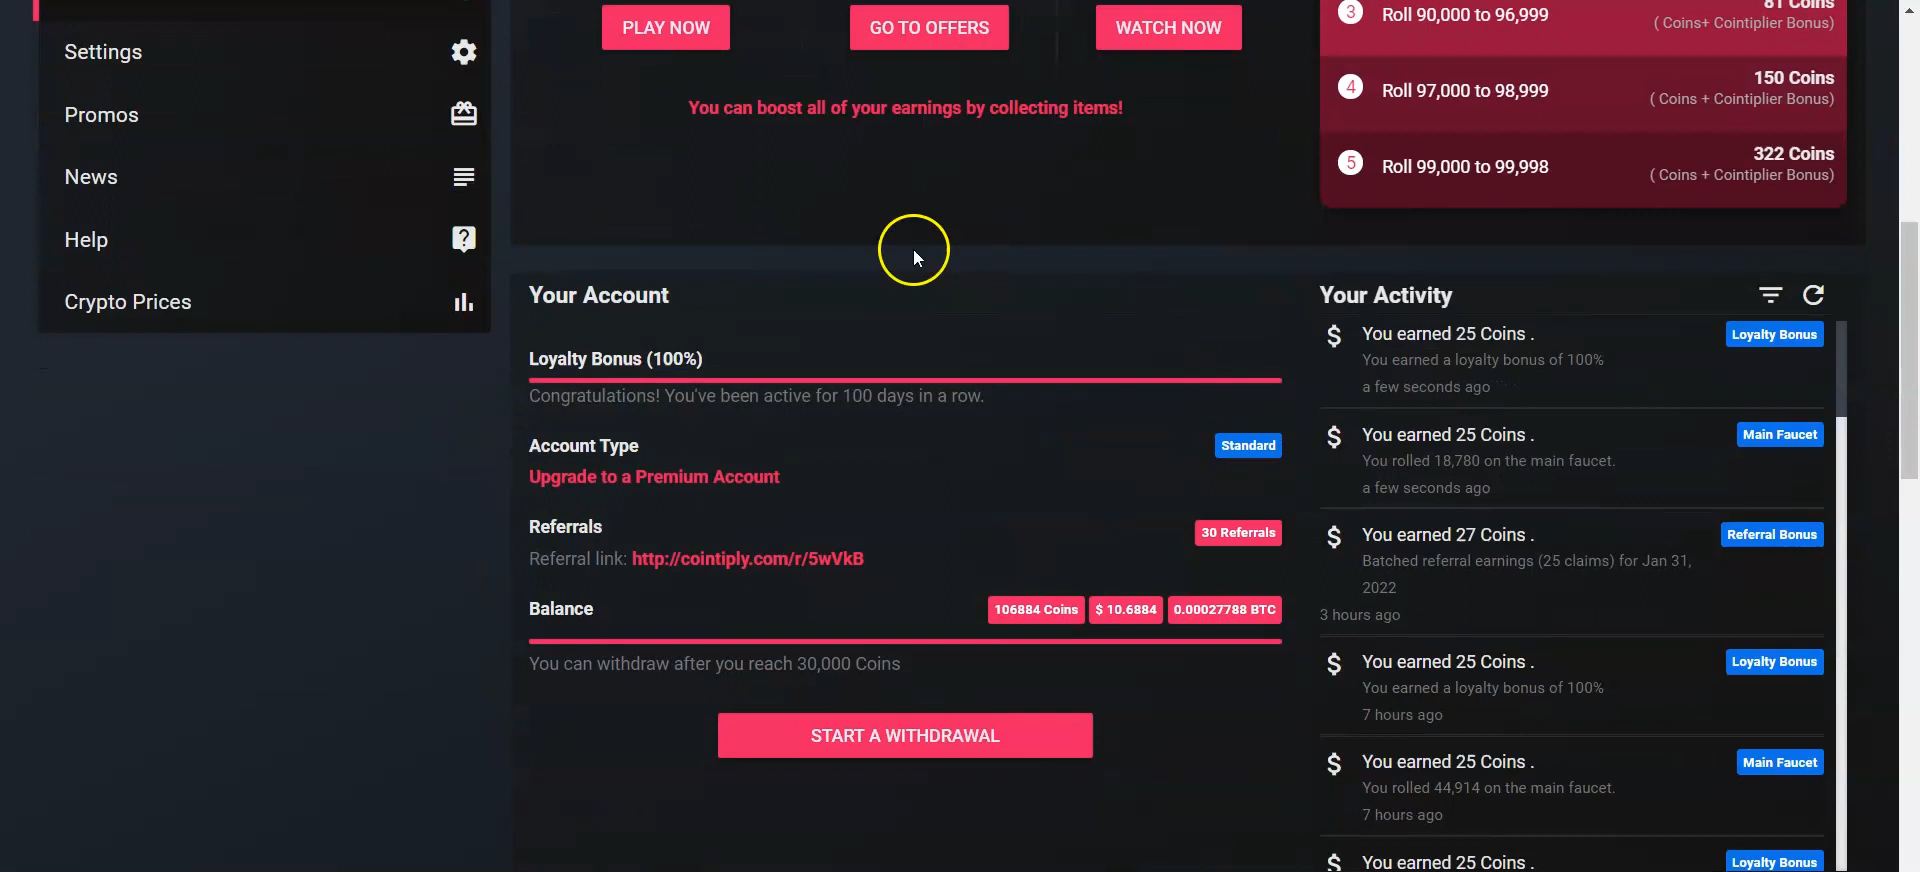 Settings
Promos
News
Help
Crypto Prices
PLAY NOW
GO TO OFFERS
WATCH NOW
You can boost all of your earnings by collecting items!
3 Roll 90,000 to 96,999
81 Coins
( Coins+ Cointiplier Bonus)
4 Roll 97,000 to 98,999
150 Coins
( Coins + Cointiplier Bonus)
5 Roll 99,000 to 99,998
322 Coins
( Coins + Cointiplier Bonus)
Your Account
Loyalty Bonus (100%)
Congratulations! You've been active for 100 days in a row.
Account Type
Standard
Upgrade to a Premium Account
Referrals
30 Referrals
Referral link: http://cointiply.com/r/5wVkB
Balance
106884 Coins $ 10.6884 0.00027788 BTC
You can withdraw after you reach 30,000 Coins
START A WITHDRAWAL
Your Activity
$ You earned 25 Coins . Loyalty Bonus
You earned a loyalty bonus of 100%
a few seconds ago
$ You earned 25 Coins . Main Faucet
You rolled 18,780 on the main faucet.
a few seconds ago
$ You earned 27 Coins . Referral Bonus
Batched referral earnings (25 claims) for Jan 31,
2022
3 hours ago
$ You earned 25 Coins . Loyalty Bonus
You earned a loyalty bonus of 100%
7 hours ago
$ You earned 25 Coins . Main Faucet
You rolled 44,914 on the main faucet.
7 hours ago
$ You earned 25 Coins . Loyalty Bonus